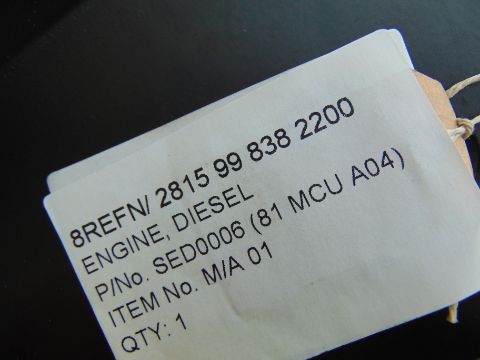 8REFN/ 2815 99 838 2200
ENGINE, DIESEL
P/No. SED0006 (81 MCU A04)
ITEM No. M/A 01
QTY: 1